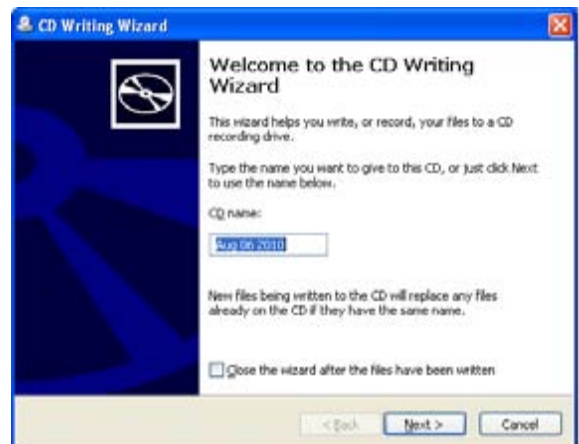 CD Writing Wizard
Welcome to the CD Writing
Wizard
This wizard helps you write, or record, your files to a CD
recording drive.
Type the name you want to give to this CD, or just click Next
to use the name below.
CD name:
Aug 06 2010
New files being written to the CD will replace any files
already on the CD if they have the same name.
Close the wizard after the files have been written
< Back Next > Cancel